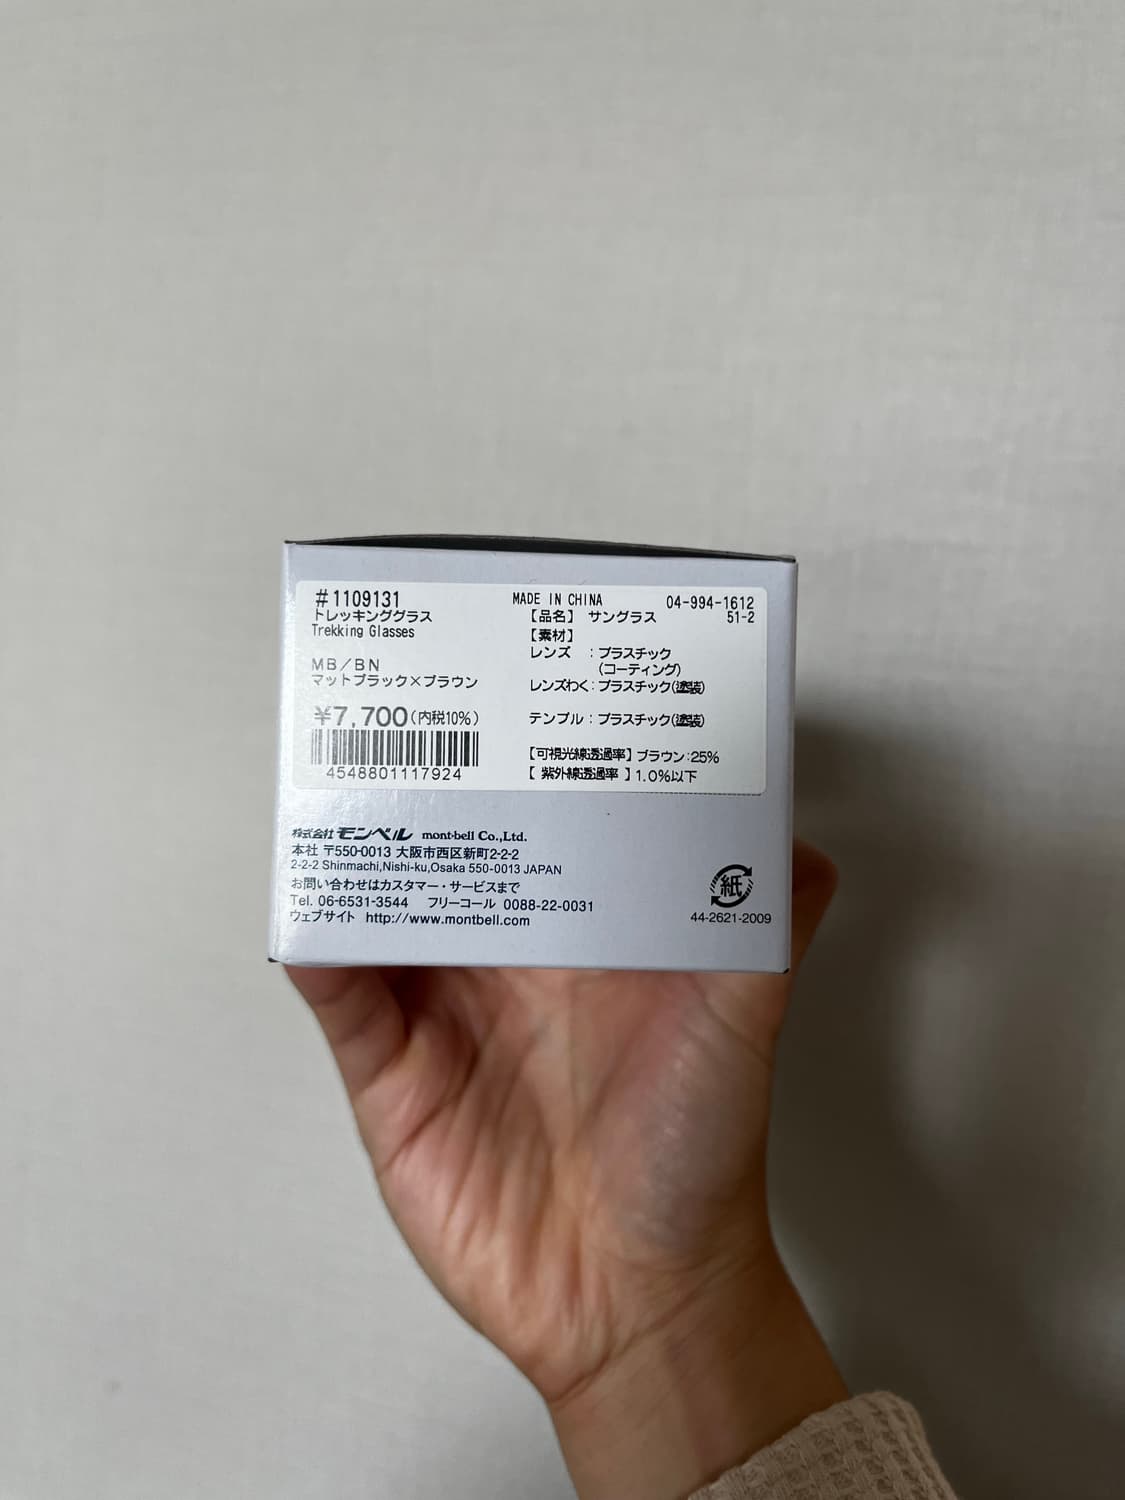 #1109131
トレッキンググラス
Trekking Glasses
MB/BN
マットブラック×ブラウン
¥7,700(内税10%)
4548801117924
MADE IN CHINA
04-994-1612
51-2
【品名】 サングラス
【素材】
レンズ :プラスチック
(コーティング)
レンズわく:プラスチック(塗装)
テンプル:プラスチック(塗装)
【可視光線透過率】ブラウン:25%
【 紫外線透過率 】1.0%以下
株式会社モンベル mont-bell Co.,Ltd.
本社 〒550-0013 大阪市西区新町2-2-2
2-2-2 Shinmachi,Nishi-ku,Osaka 550-0013 JAPAN
お問い合わせはカスタマー・サービスまで
Tel. 06-6531-3544 フリーコール 0088-22-0031
ウェブサイト http://www.montbell.com
紙
44-2621-2009